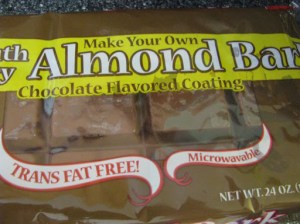 Make Your Own
Almond Bar
Chocolate Flavored Coating
TRANS FAT FREE!
Microwavable
NET WT. 24 OZ.